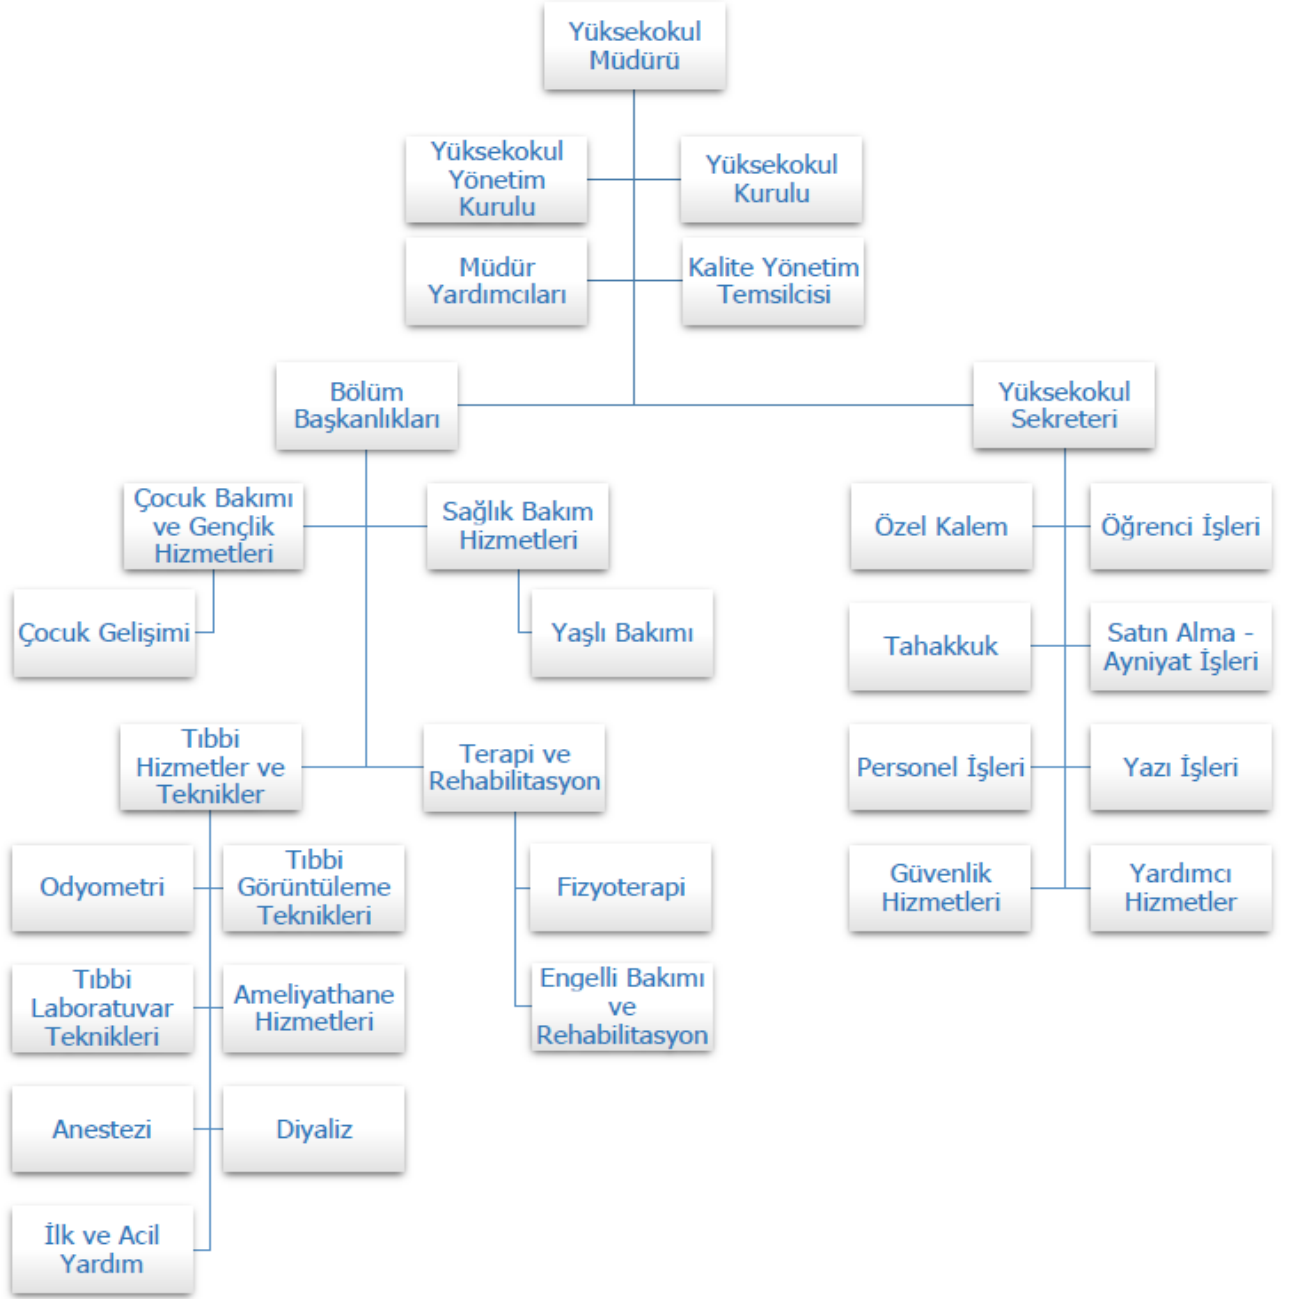 Yüksekokul
Müdürü
Yüksekokul
Yönetim
Kurulu
Yüksekokul
Kurulu
Müdür
Yardımcıları
Kalite Yönetim
Temsilcisi
Bölüm
Başkanlıkları
Yüksekokul
Sekreteri
Çocuk Bakımı
ve Gençlik
Hizmetleri
Sağlık Bakım
Hizmetleri
Özel Kalem
Öğrenci İşleri
Çocuk Gelişimi
Yaşlı Bakımı
Tahakkuk
Satın Alma -
Ayniyat İşleri
Tıbbi
Hizmetler ve
Teknikler
Terapi ve
Rehabilitasyon
Personel İşleri
Yazı İşleri
Odyometri
Tıbbi
Görüntüleme
Teknikleri
Fizyoterapi
Güvenlik
Hizmetleri
Yardımcı
Hizmetler
Tıbbi
Laboratuvar
Teknikleri
Ameliyathane
Hizmetleri
Engelli Bakımı
ve
Rehabilitasyon
Anestezi
Diyaliz
İlk ve Acil
Yardım